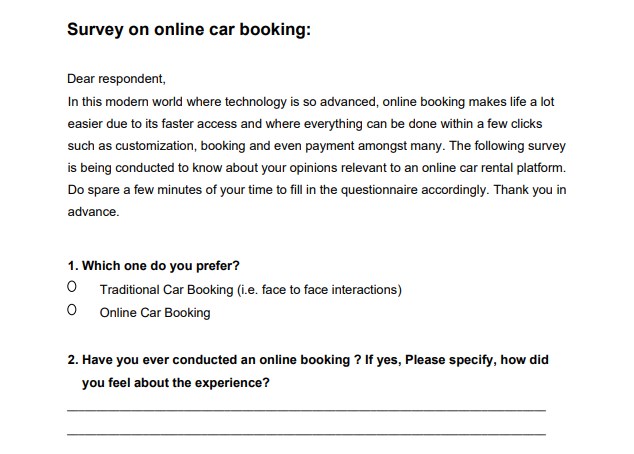 Survey on online car booking:
Dear respondent,
In this modern world where technology is so advanced, online booking makes life a lot
easier due to its faster access and where everything can be done within a few clicks
such as customization, booking and even payment amongst many. The following survey
is being conducted to know about your opinions relevant to an online car rental platform.
Do spare a few minutes of your time to fill in the questionnaire accordingly. Thank you in
advance.
1. Which one do you prefer?
O Traditional Car Booking (i.e. face to face interactions)
O Online Car Booking
2. Have you ever conducted an online booking ? If yes, Please specify, how did
you feel about the experience?